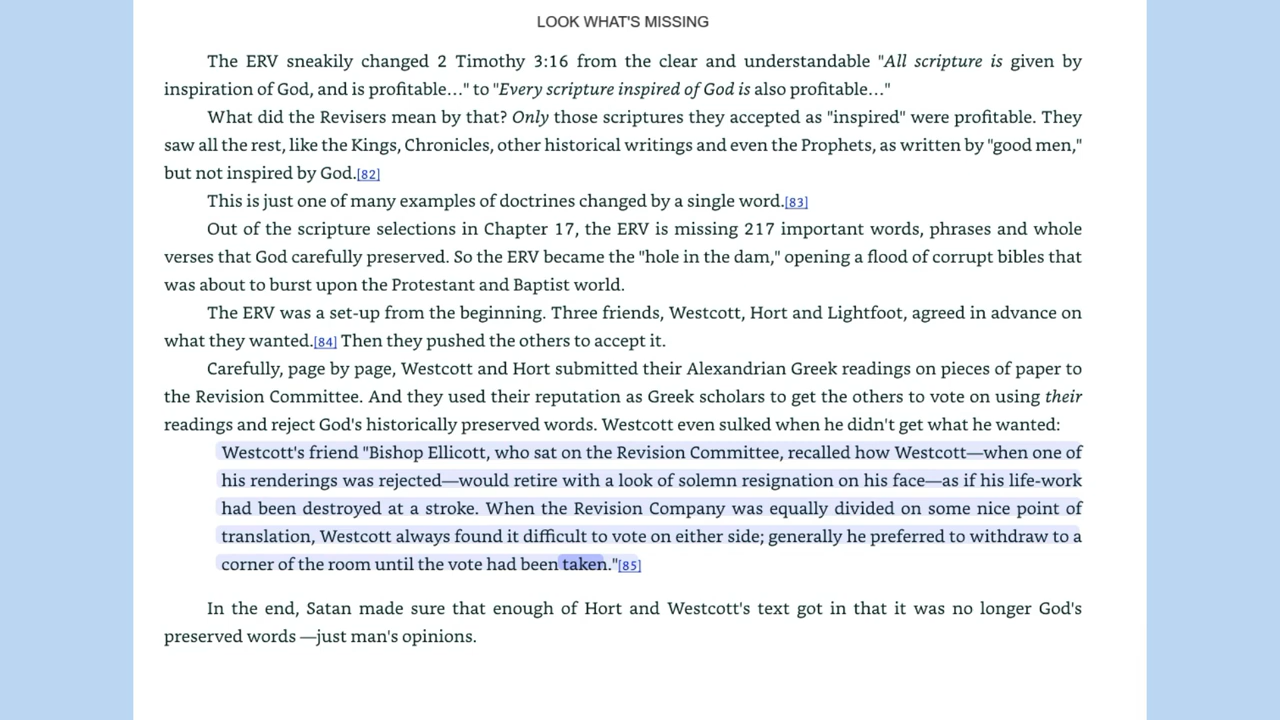 LOOK WHAT'S MISSING
The ERV sneakily changed 2 Timothy 3:16 from the clear and understandable "All scripture is given by
inspiration of God, and is profitable…" to "Every scripture inspired of God is also profitable…"
What did the Revisers mean by that? Only those scriptures they accepted as "inspired" were profitable. They
saw all the rest, like the Kings, Chronicles, other historical writings and even the Prophets, as written by "good men,"
but not inspired by God.[82]
This is just one of many examples of doctrines changed by a single word.[83]
Out of the scripture selections in Chapter 17, the ERV is missing 217 important words, phrases and whole
verses that God carefully preserved. So the ERV became the "hole in the dam," opening a flood of corrupt bibles that
was about to burst upon the Protestant and Baptist world.
The ERV was a set-up from the beginning. Three friends, Westcott, Hort and Lightfoot, agreed in advance on
what they wanted.[84] Then they pushed the others to accept it.
Carefully, page by page, Westcott and Hort submitted their Alexandrian Greek readings on pieces of paper to
the Revision Committee. And they used their reputation as Greek scholars to get the others to vote on using their
readings and reject God's historically preserved words. Westcott even sulked when he didn't get what he wanted:
Westcott's friend "Bishop Ellicott, who sat on the Revision Committee, recalled how Westcott—when one of
his renderings was rejected—would retire with a look of solemn resignation on his face—as if his life-work
had been destroyed at a stroke. When the Revision Company was equally divided on some nice point of
translation, Westcott always found it difficult to vote on either side; generally he preferred to withdraw to a
corner of the room until the vote had been taken."[85]
In the end, Satan made sure that enough of Hort and Westcott's text got in that it was no longer God's
preserved words —just man's opinions.